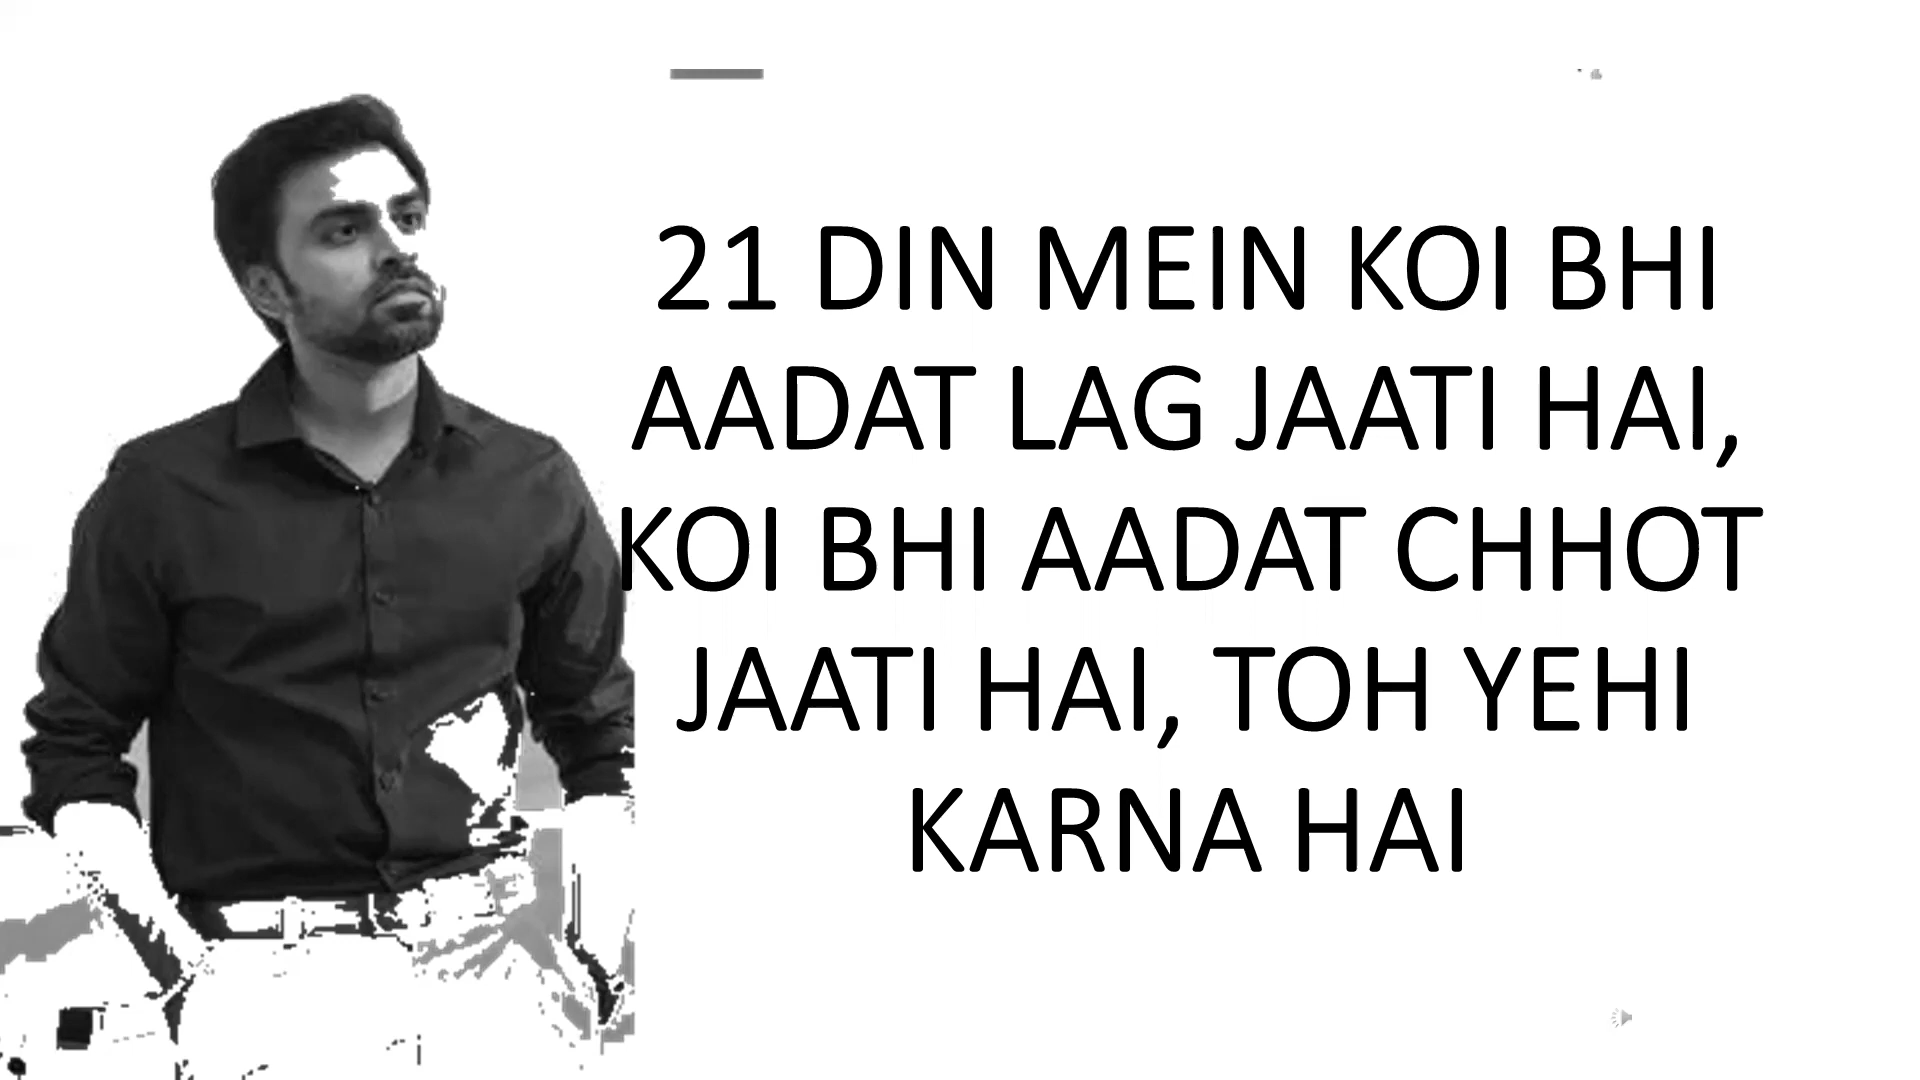 21 DIN MEIN KOI BHI
AADAT LAG JAATI HAI,
KOI BHI AADAT CHHOT
JAATI HAI, TOH YEHI
KARNA HAI